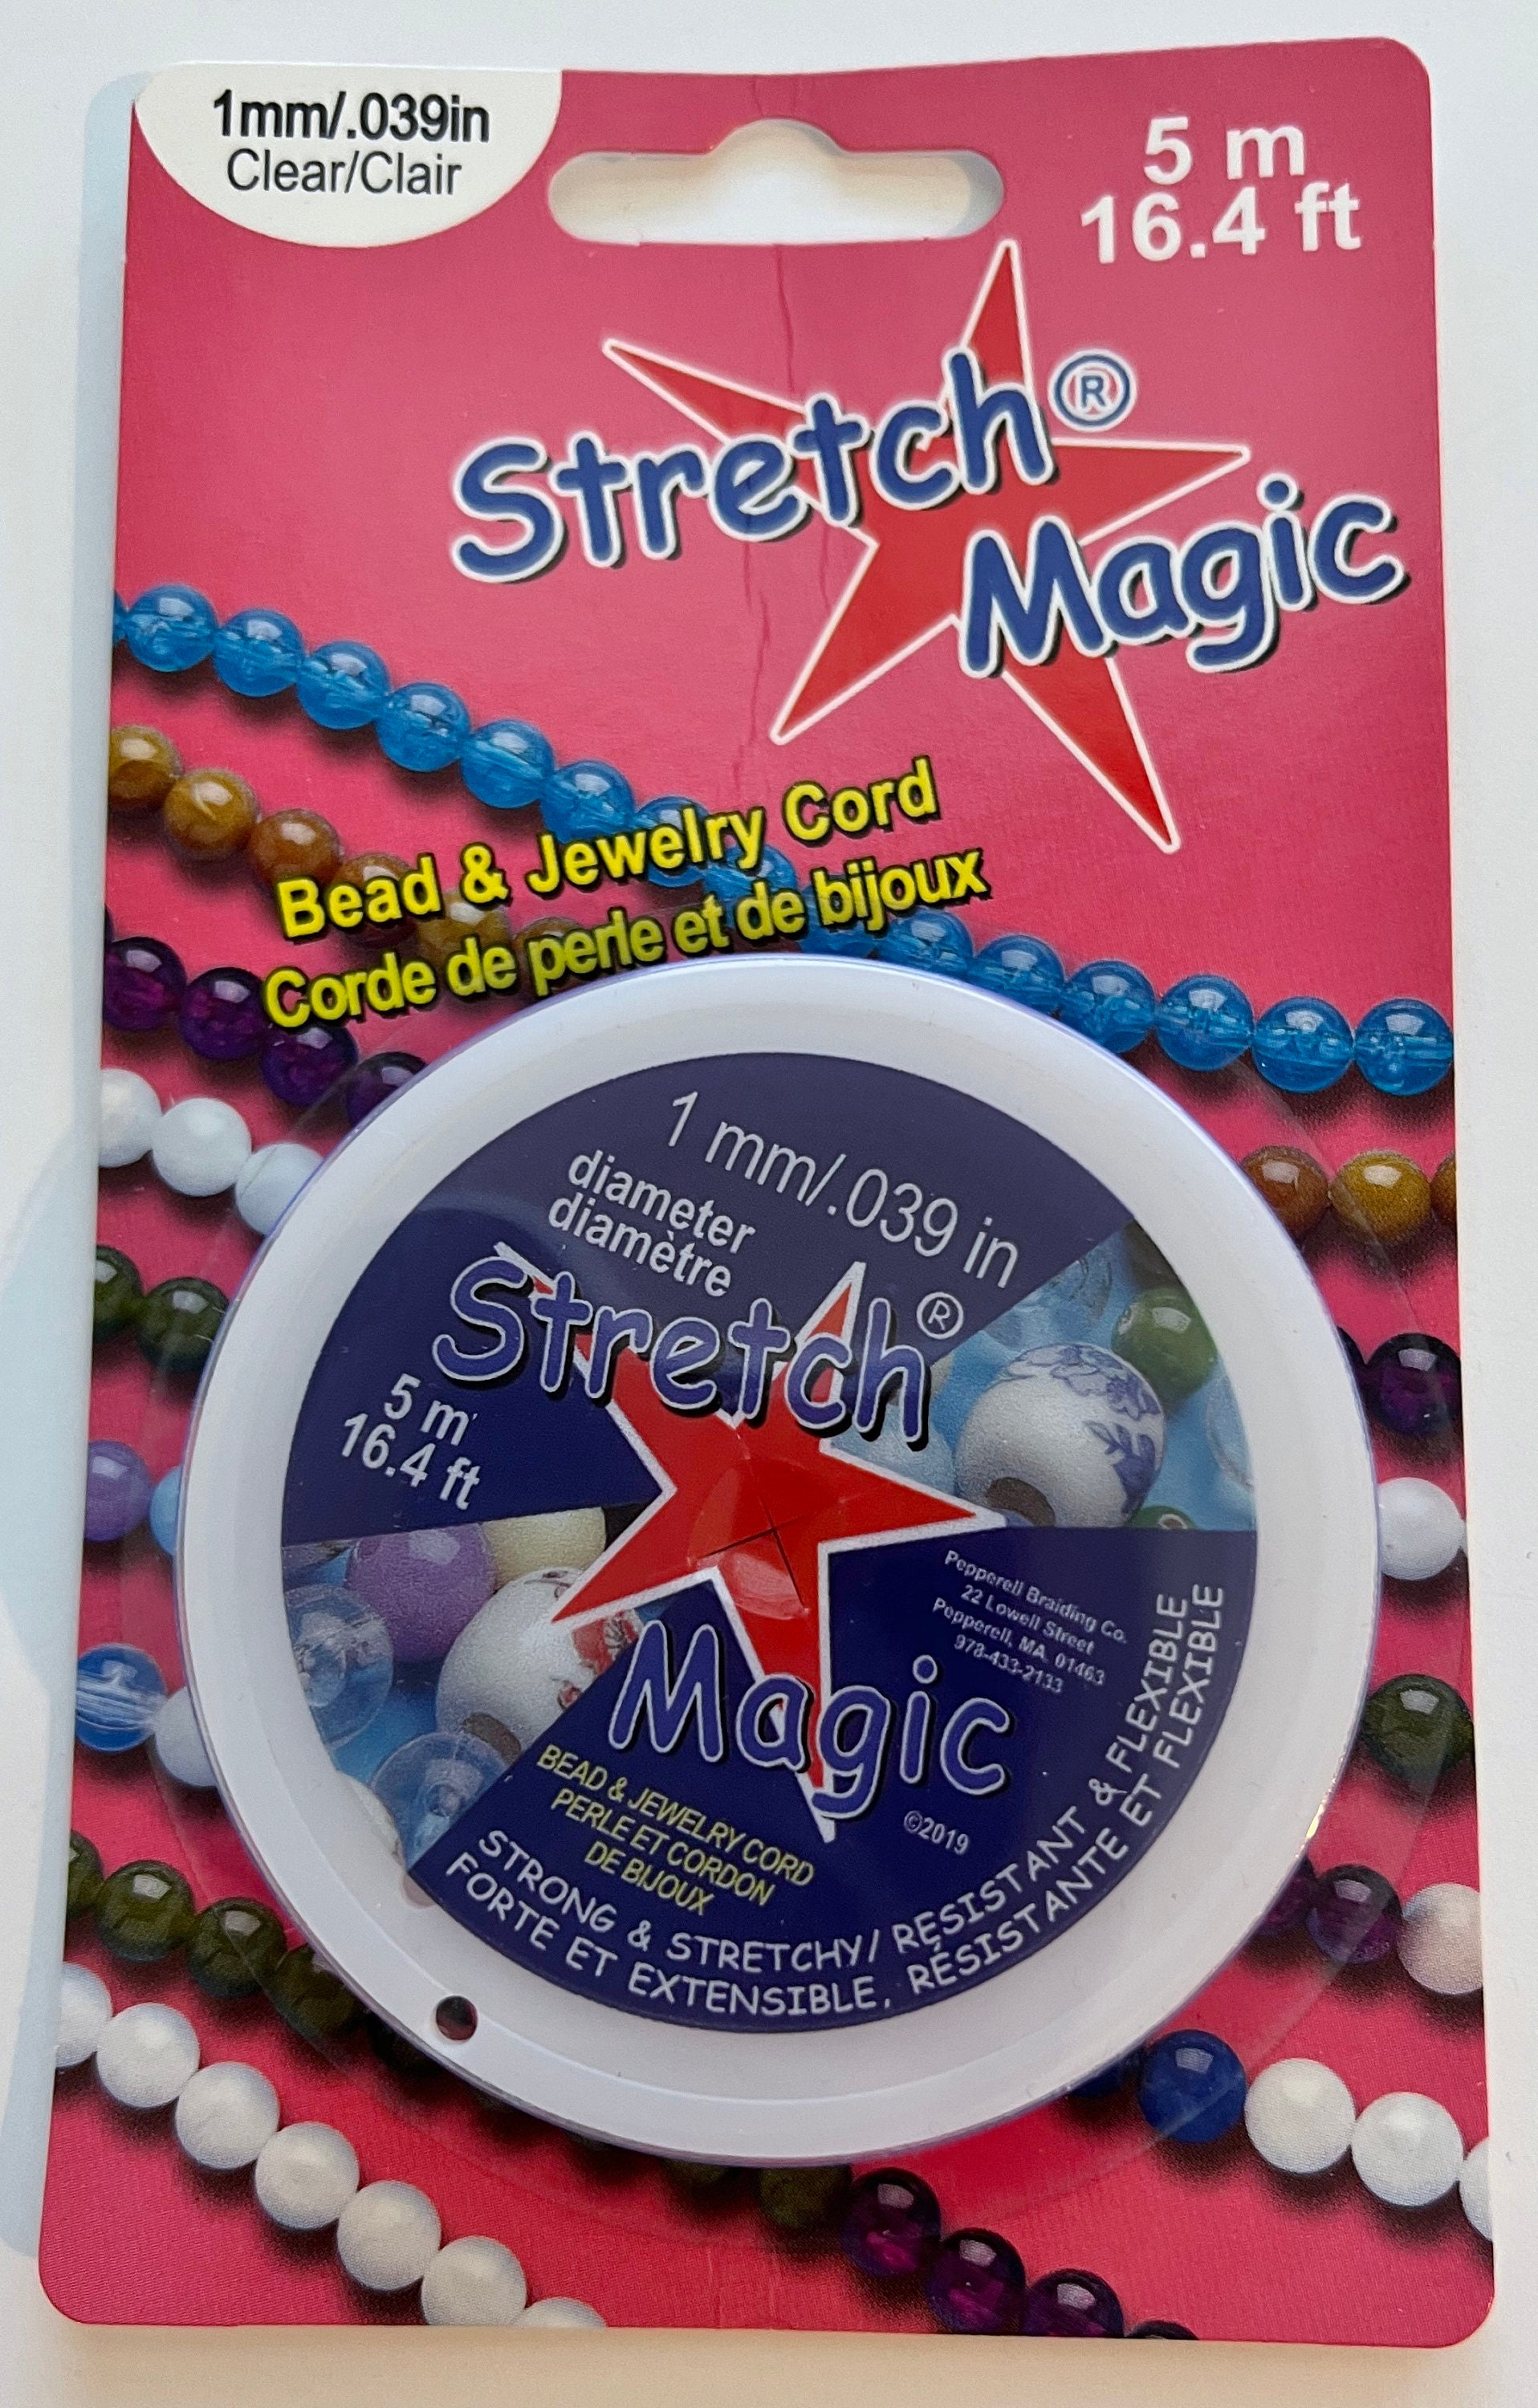 1mm/.039in
Clear/Clair
5 m
16.4 ft
Stretch®
Magic
Bead & Jewelry Cord
Corde de perle et de bijoux
1 mm/.039 in
diameter
diamètre
Stretch®
5 m
16.4 ft
Pepperell Braiding Co.
22 Lowell Street
Pepperell, MA 01463
978-433-2133
Magic
©2019
BEAD & JEWELRY CORD
PERLE ET CORDON
DE BIJOUX
STRONG & STRETCHY/ RESISTANT & FLEXIBLE
FORTE ET EXTENSIBLE, RÉSISTANTE ET FLEXIBLE